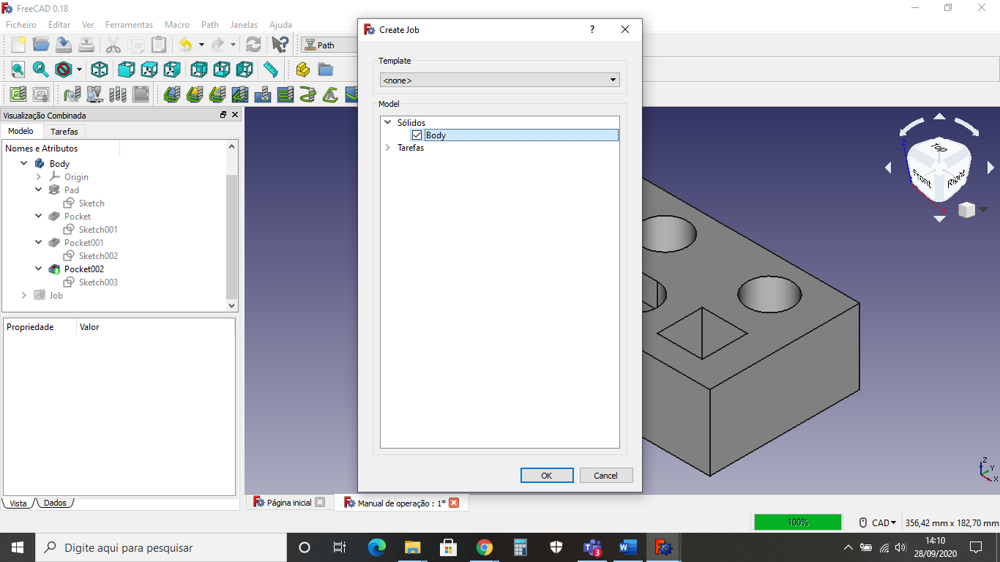 FreeCAD 0.18
Ficheiro Editar Ver Ferramentas Macro Path Janelas Ajuda
Path
Visualização Combinada
Modelo Tarefas
Nomes e Atributos
Body
Origin
Pad
Sketch
Pocket
Sketch001
Pocket001
Sketch002
Pocket002
Sketch003
Job
Propriedade Valor
Vista Dados
Create Job
?
Template
<none>
Model
Sólidos
Body
Tarefas
OK Cancel
Top
Front Right
Z
X
Z
Y
X
Página inicial
Manual de operação : 1*
100%
CAD
356,42 mm x 182,70 mm
Digite aqui para pesquisar
3
14:10
28/09/2020